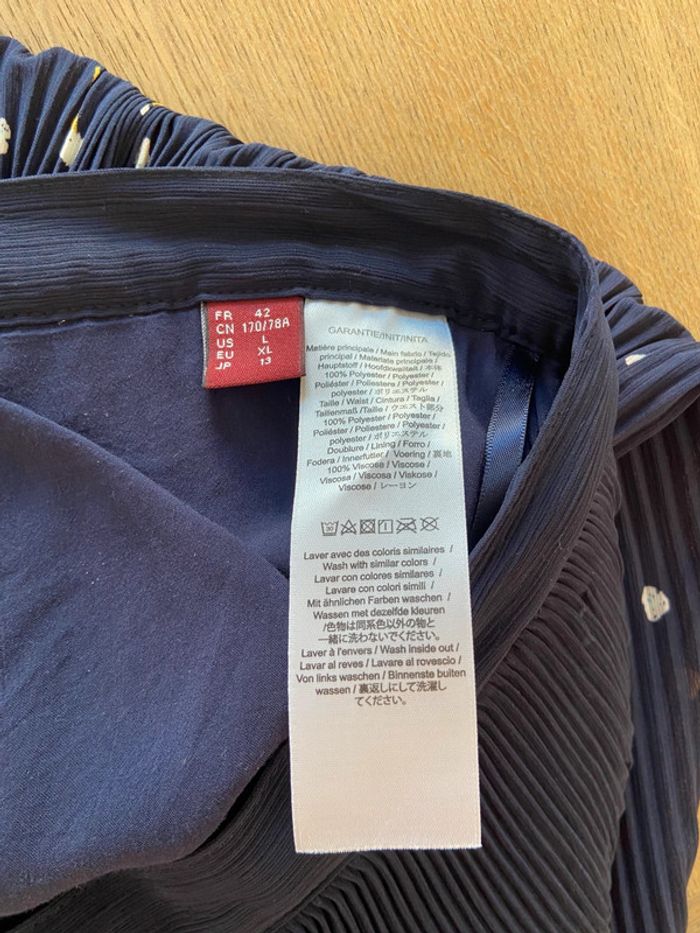 FR 42
CN 170/78A
US L
EU XL
JP 13
GARANTIE/INIT/INITA
Matière principale / Main fabric / Tejido
principal / Materiale principale /
Hauptstoff / Hoofdkwaliteit / 本体
100% Polyester / Polyester /
Poliéster / Poliestere / Polyester /
polyester / ポリエステル
Taille / Waist / Cintura / Taglia /
Taillenmaß /Taille / ウエスト部分
100% Polyester / Polyester /
Poliéster / Poliestere / Polyester /
polyester / ポリエステル
Doublure / Lining / Forro /
Fodera / Innerfutter / Voering / 裏地
100% Viscose / Viscose /
Viscosa / Viscosa / Viskose /
Viscose / レーヨン
30
Laver avec des coloris similaires /
Wash with similar colors /
Lavar con colores similares /
Lavare con colori simili /
Mit ähnlichen Farben waschen /
Wassen met dezelfde kleuren
/色物は同系色以外の物と
一緒に洗わないでください。
Laver à l'envers / Wash inside out /
Lavar al reves / Lavare al rovescio /
Von links waschen / Binnenste buiten
wassen / 裏返しにして洗濯し
てください。